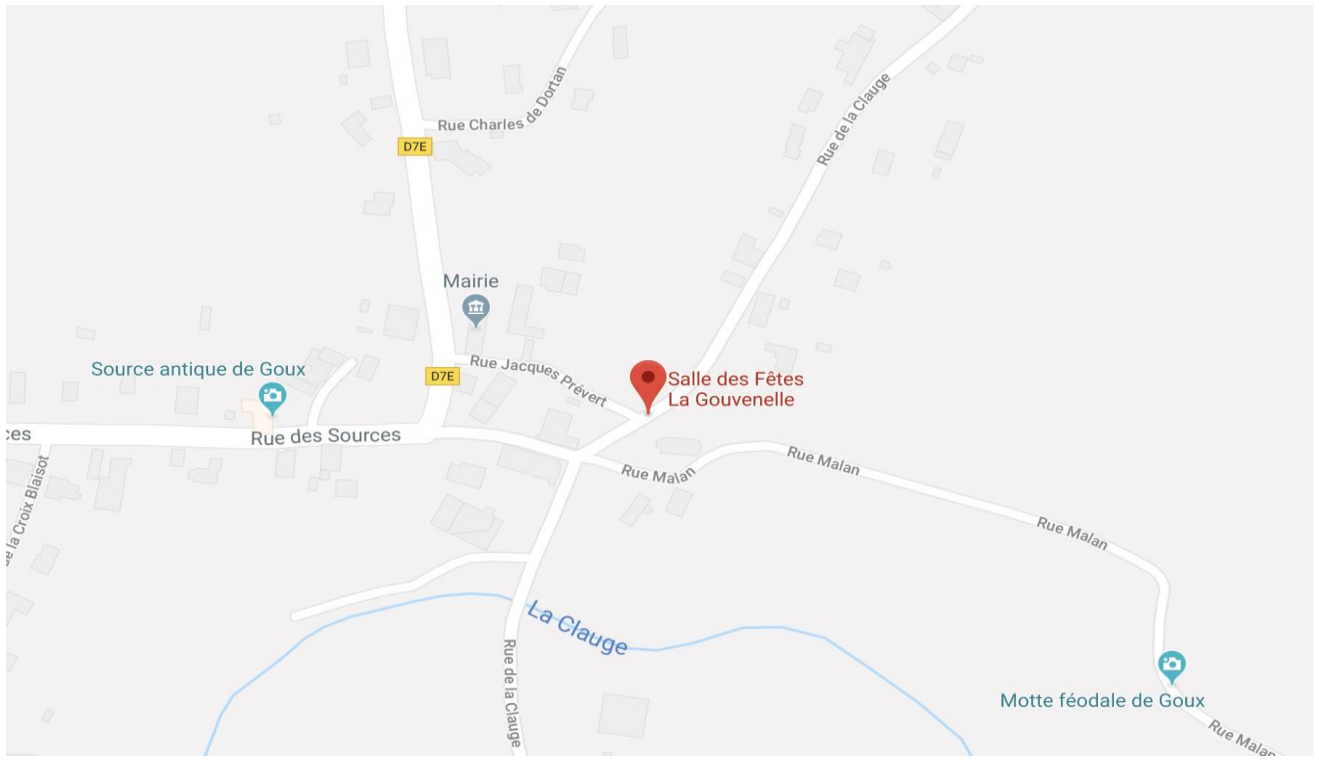 Rue Charles de Dortan
Rue de la Clauge
D7E
Mairie
Source antique de Goux
D7E
Rue Jacques Prévert
Salle des Fêtes
La Gouvenelle
ces
Rue des Sources
Rue Malan
Rue Malan
de la Croix Blaisot
Rue Malan
La Clauge
Rue de la Clauge
Motte féodale de Goux
Rue Malan